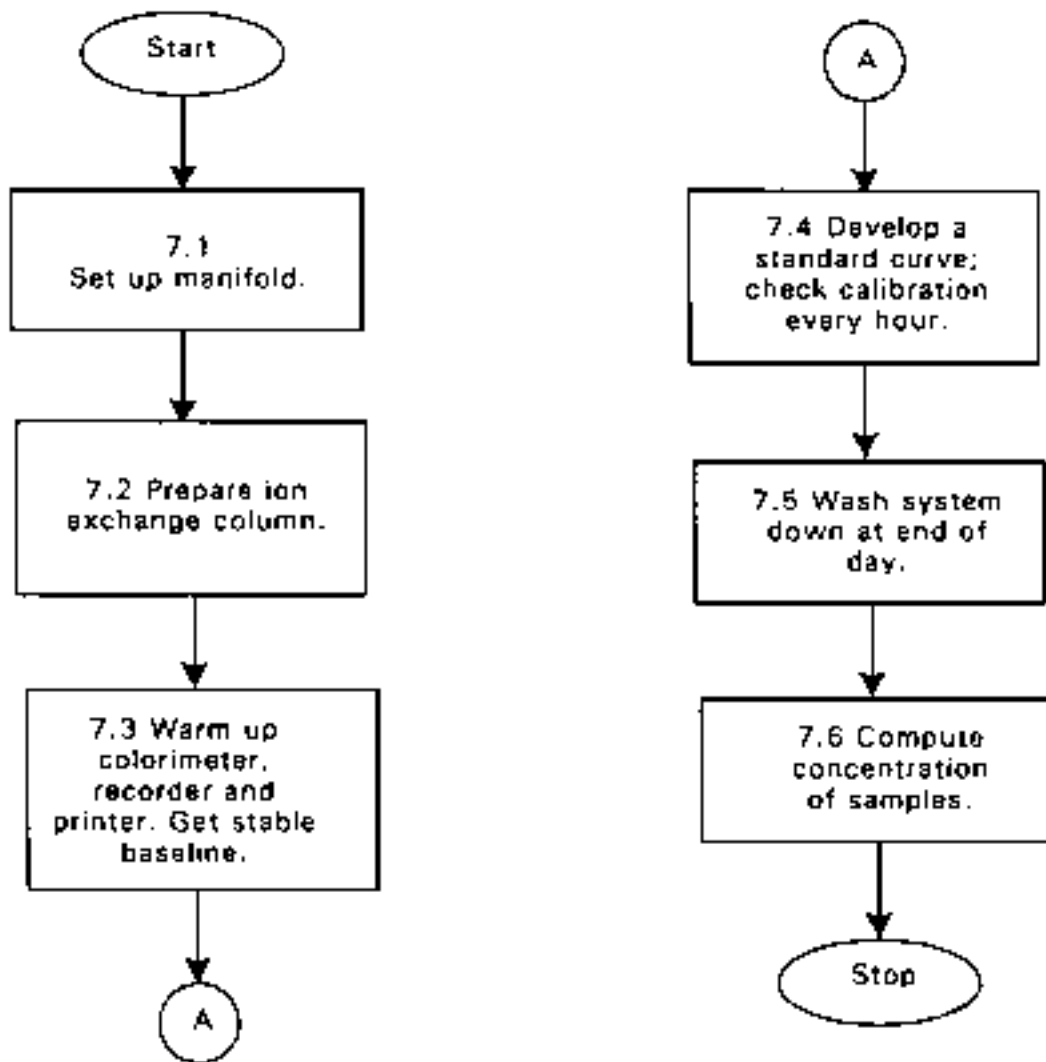 Start
7.1
Set up manifold.
7.2 Prepare ion
exchange column.
7.3 Warm up
colorimeter,
recorder and
printer. Get stable
baseline.
A
A
7.4 Develop a
standard curve;
check calibration
every hour.
7.5 Wash system
down at end of
day.
7.6 Compute
concentration
of samples.
Stop